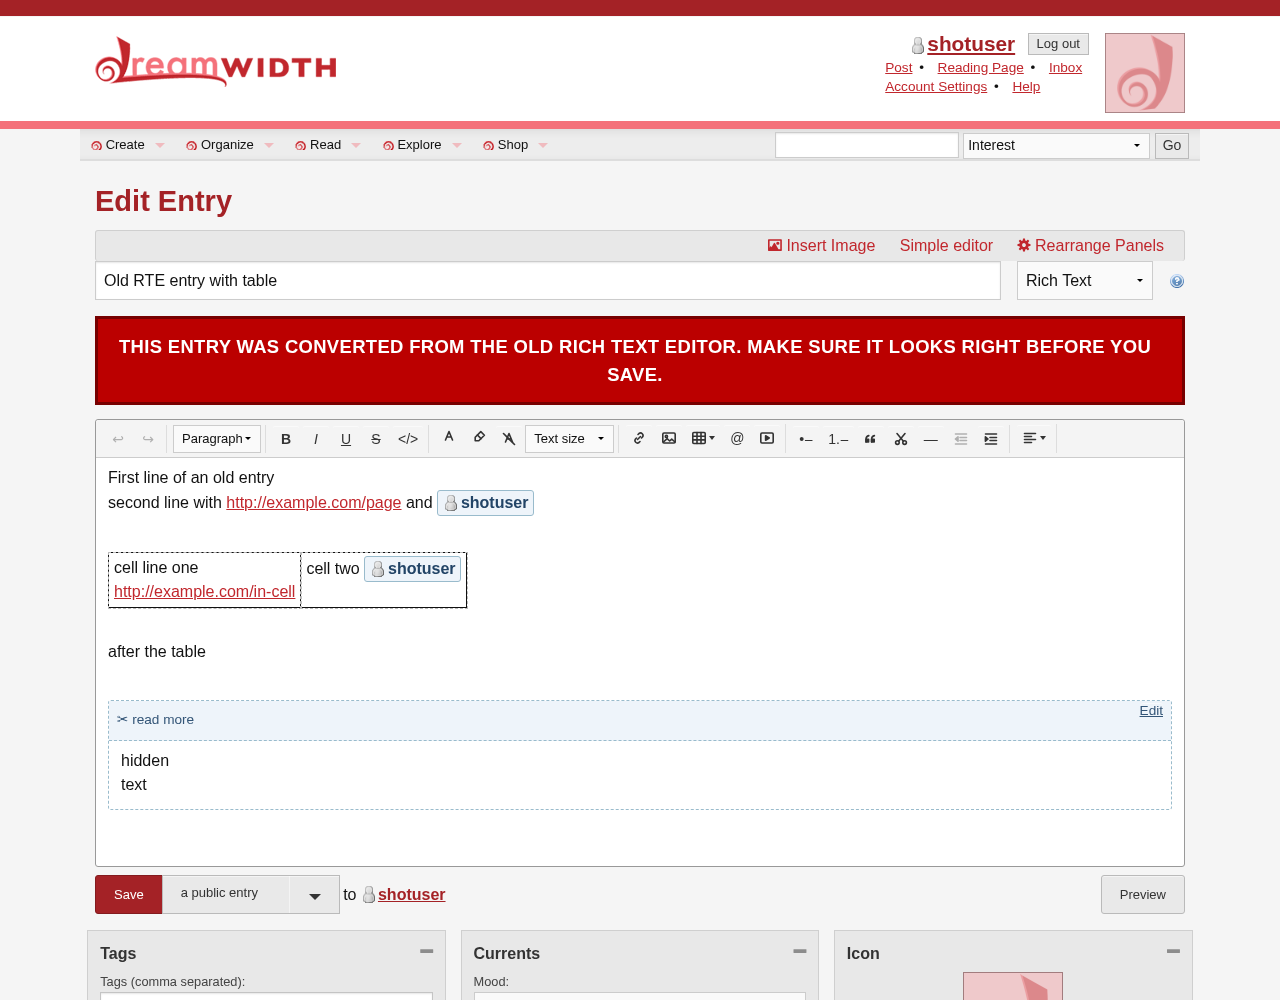 dreamWIDTH
shotuser Log out
Post • Reading Page • Inbox
Account Settings • Help
Create Organize Read Explore Shop Interest Go
Edit Entry
Insert Image Simple editor Rearrange Panels
Old RTE entry with table Rich Text ?
THIS ENTRY WAS CONVERTED FROM THE OLD RICH TEXT EDITOR. MAKE SURE IT LOOKS RIGHT BEFORE YOU
SAVE.
Paragraph B I U S </> A A Text size @ 1.
First line of an old entry
second line with http://example.com/page and shotuser
cell line one cell two shotuser
http://example.com/in-cell
after the table
✂ read more Edit
hidden
text
Save a public entry to shotuser Preview
Tags Currents Icon
Tags (comma separated): Mood: